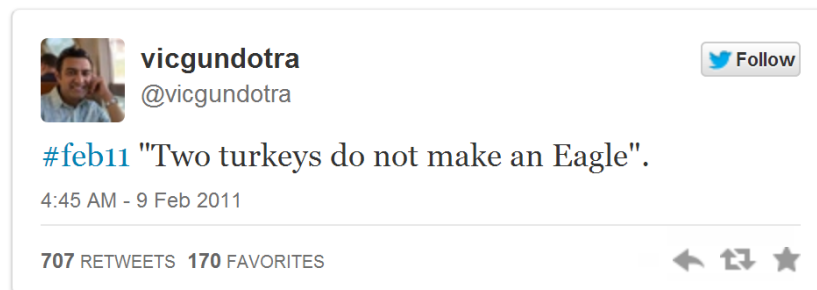 vicgundotra
Follow
@vicgundotra
#feb11 "Two turkeys do not make an Eagle".
4:45 AM - 9 Feb 2011
707 RETWEETS 170 FAVORITES